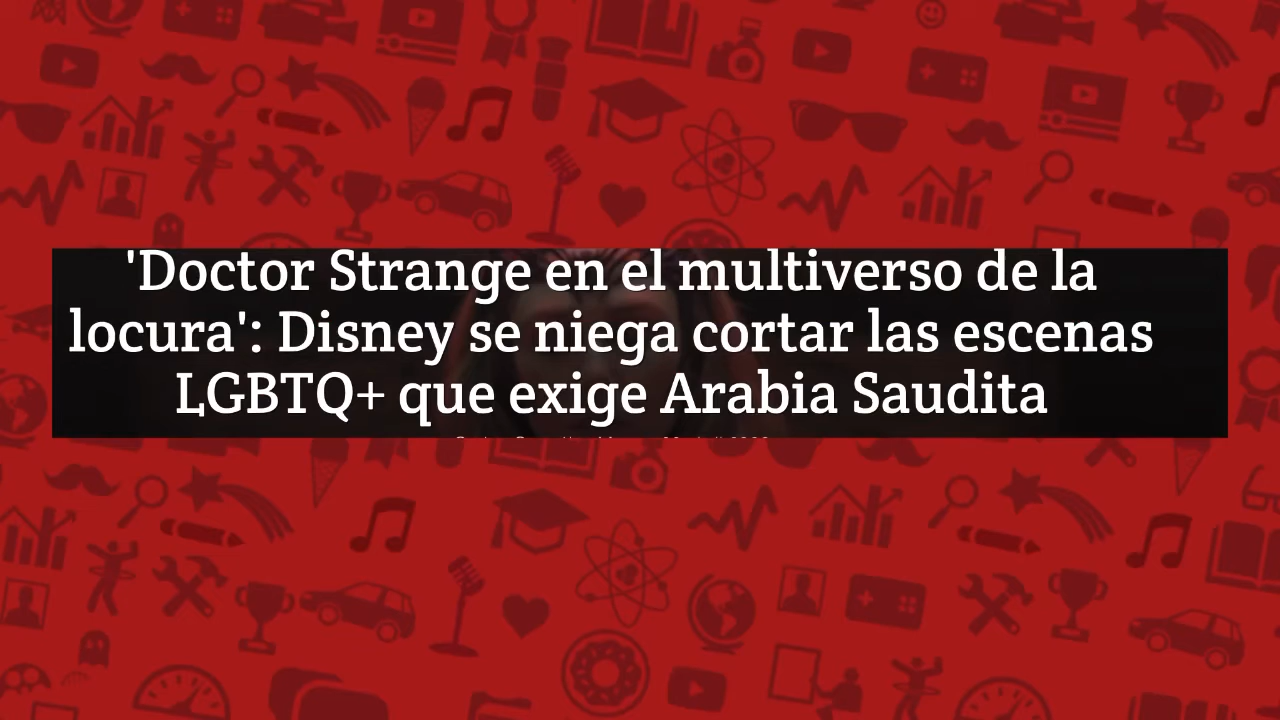 'Doctor Strange en el multiverso de la
locura': Disney se niega cortar las escenas
LGBTQ+ que exige Arabia Saudita